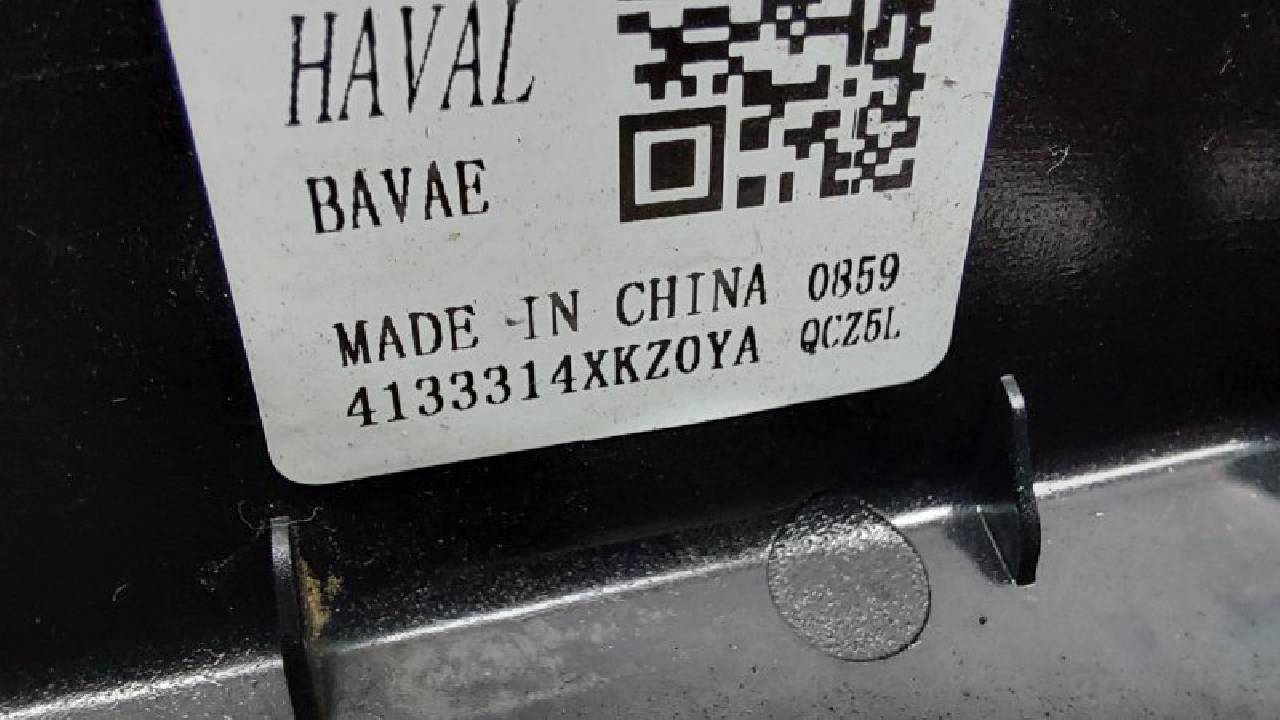 HAVAL
BAVAE
MADE IN CHINA 0859
4133314XKZ0YA QCZ5L